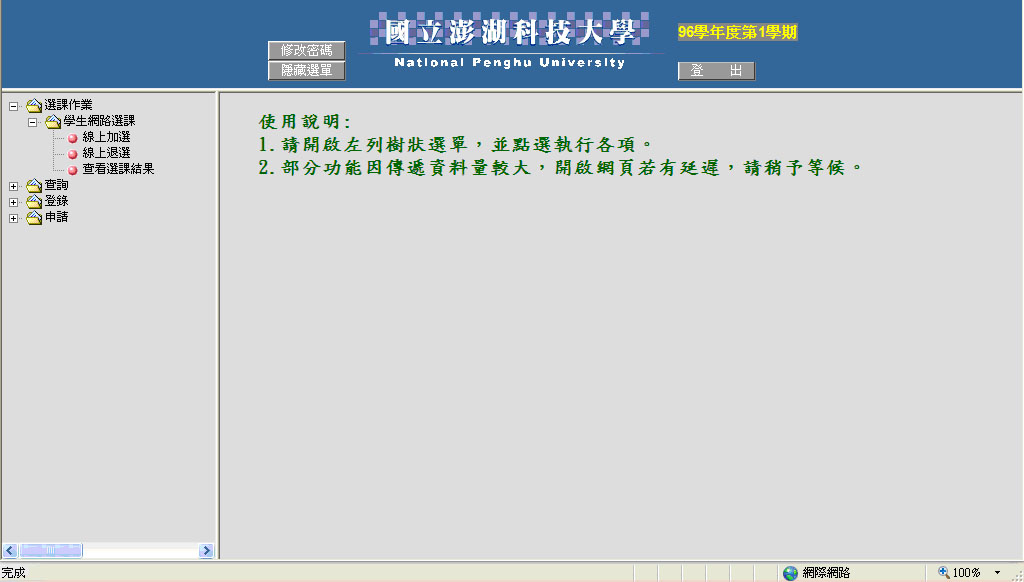 國立澎湖科技大學
National Penghu University
96學年度第1學期
修改密碼
隱藏選單
登 出
選課作業
學生網路選課
線上加選
線上退選
查看選課結果
查詢
登錄
申請
使用說明:
1.請開啟左列樹狀選單，並點選執行各項。
2.部分功能因傳遞資料量較大，開啟網頁若有延遲，請稍予等候。
完成
網際網路
100%